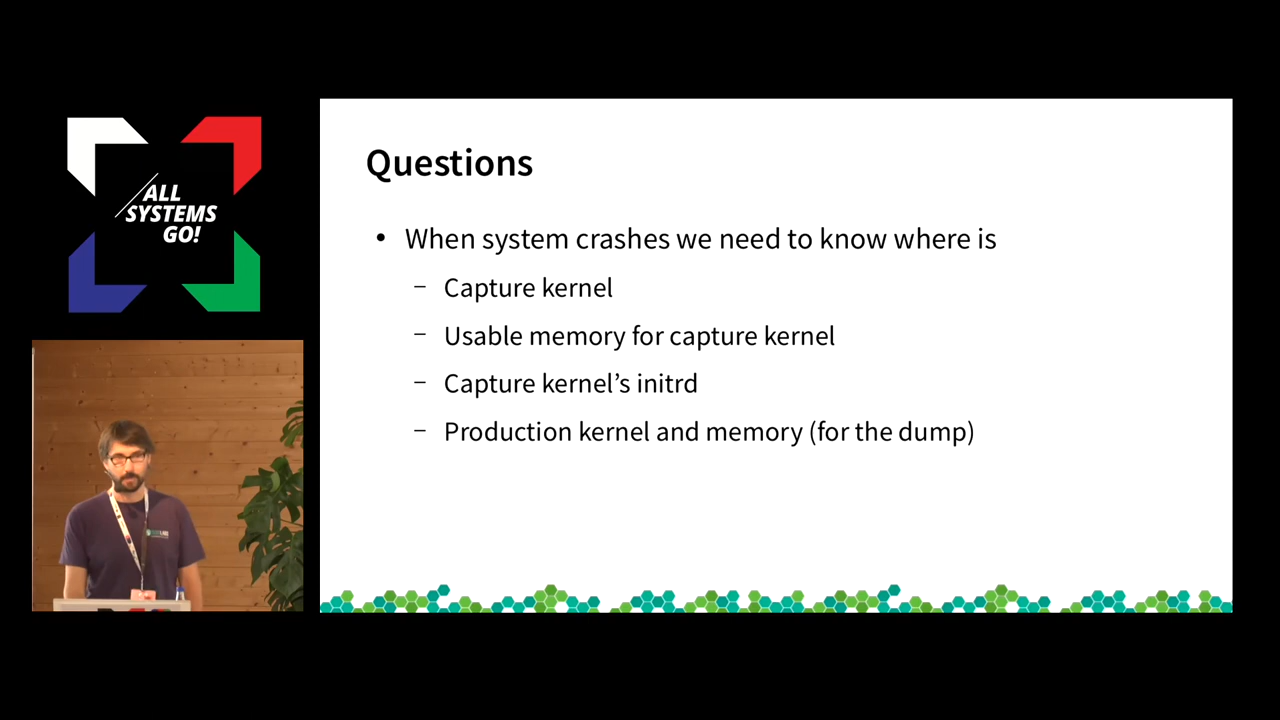 ALL
SYSTEMS
GO!
Questions
• When system crashes we need to know where is
– Capture kernel
– Usable memory for capture kernel
– Capture kernel’s initrd
– Production kernel and memory (for the dump)